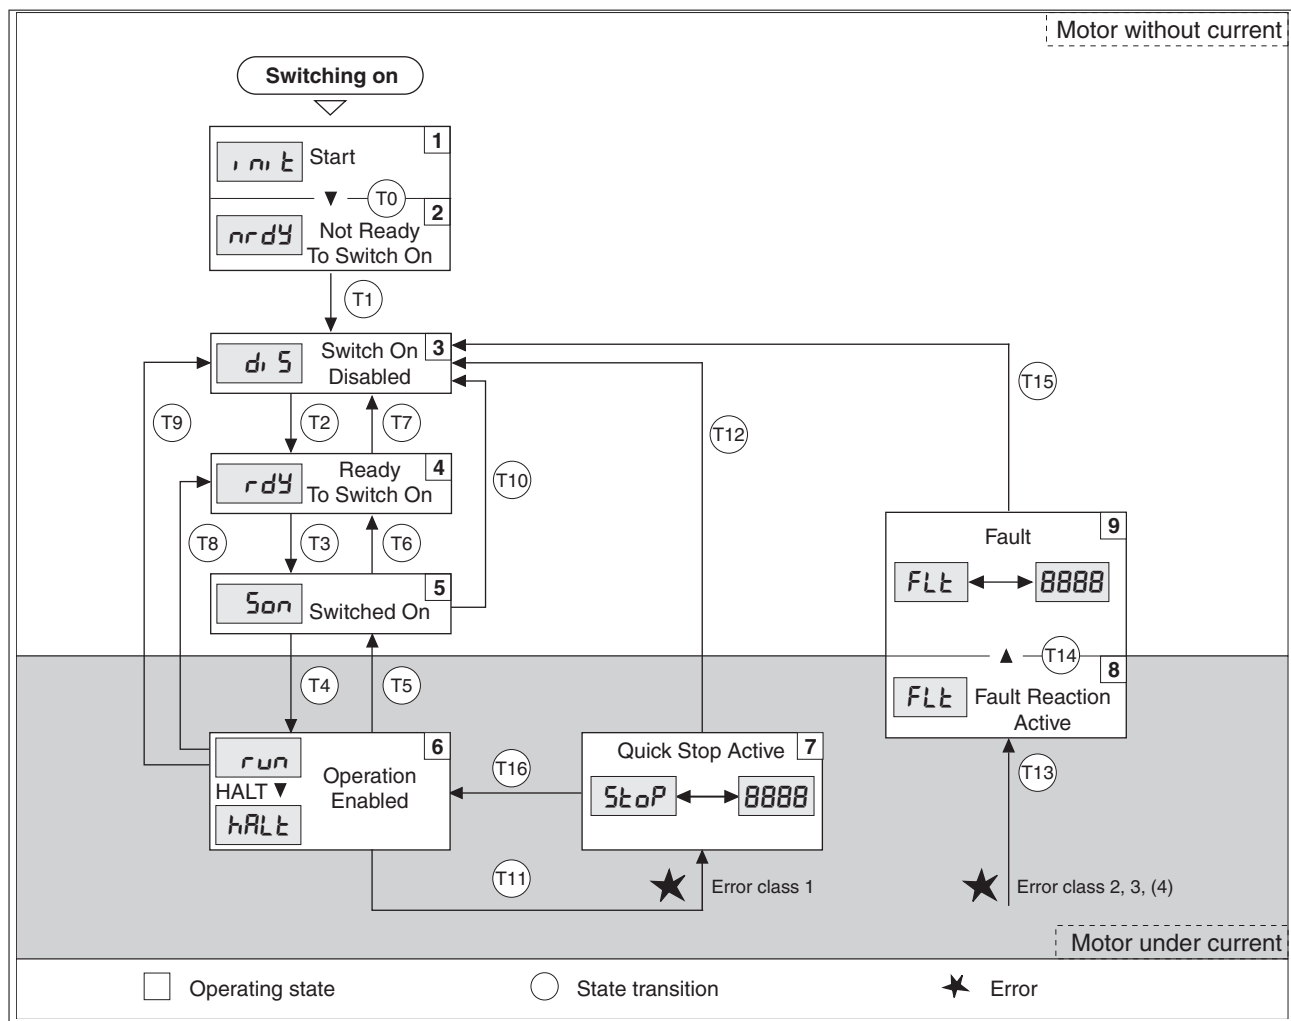 Motor without current
Switching on
1
init Start
T0
2
nrdy Not Ready
To Switch On
T1
3
diS Switch On
Disabled
T15
T9
T2
T7
T12
4
rdy Ready
To Switch On
T10
T8
T3
T6
9
Fault
FLt 8888
5
Son Switched On
T14
8
FLt Fault Reaction
Active
T4
T5
6
run
HALT
hALt
Operation
Enabled
T16
7
Quick Stop Active
StoP 8888
T13
T11
Error class 1
Error class 2, 3, (4)
Motor under current
Operating state
State transition
Error